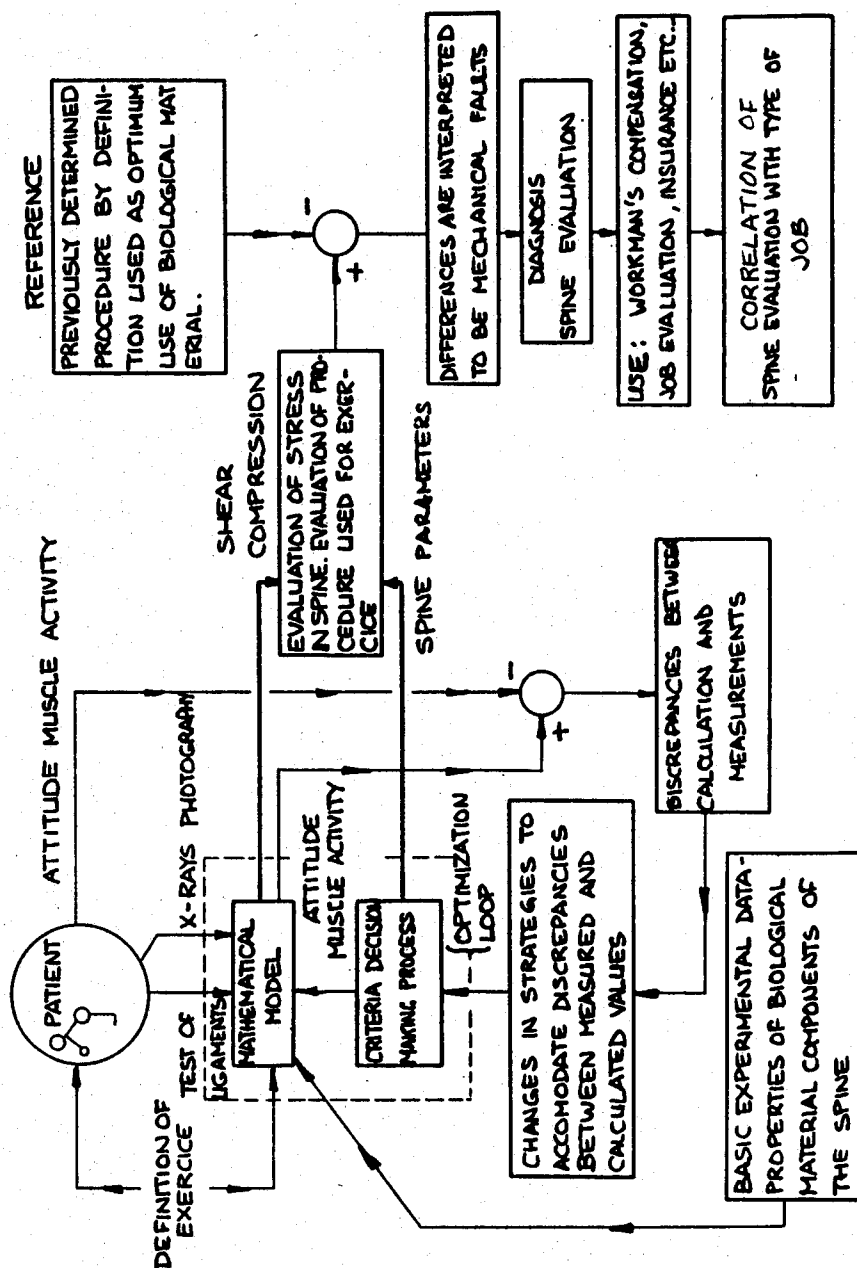 REFERENCE
PREVIOUSLY DETERMINED
PROCEDURE BY DEFINI-
TION USED AS OPTIMUM
USE OF BIOLOGICAL MAT
ERIAL.
-
+
ATTITUDE MUSCLE ACTIVITY
SHEAR
COMPRESSION
EVALUATION OF STRESS
IN SPINE. EVALUATION OF PRO-
CEDURE USED FOR EXER-
CICE
SPINE PARAMETERS
DIFFERENCES ARE INTERPRETED
TO BE MECHANICAL FAULTS
DIAGNOSIS
SPINE EVALUATION
USE: WORKMAN'S COMPENSATION,
JOB EVALUATION, INSURANCE ETC..
CORRELATION OF
SPINE EVALUATION WITH TYPE OF
JOB
PATIENT
DEFINITION OF
EXERCICE
TEST OF
LIGAMENTS
X-RAYS PHOTOGRAPHY
MATHEMATICAL
MODEL
ATTITUDE
MUSCLE ACTIVITY
CRITERIA DECISION
MAKING PROCESS
{OPTIMIZATION
LOOP
-
+
CHANGES IN STRATEGIES TO
ACCOMODATE DISCREPANCIES
BETWEEN MEASURED AND
CALCULATED VALUES
DISCREPANCIES BETWEEN
CALCULATION AND
MEASUREMENTS
BASIC EXPERIMENTAL DATA-
PROPERTIES OF BIOLOGICAL
MATERIAL COMPONENTS OF
THE SPINE